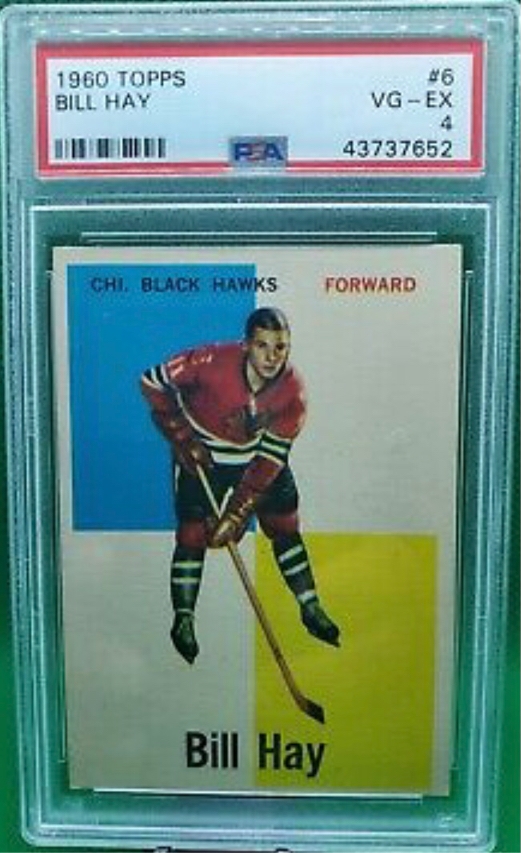 1960 TOPPS #6
BILL HAY VG-EX
4
PSA 43737652
CHI. BLACK HAWKS FORWARD
Bill Hay